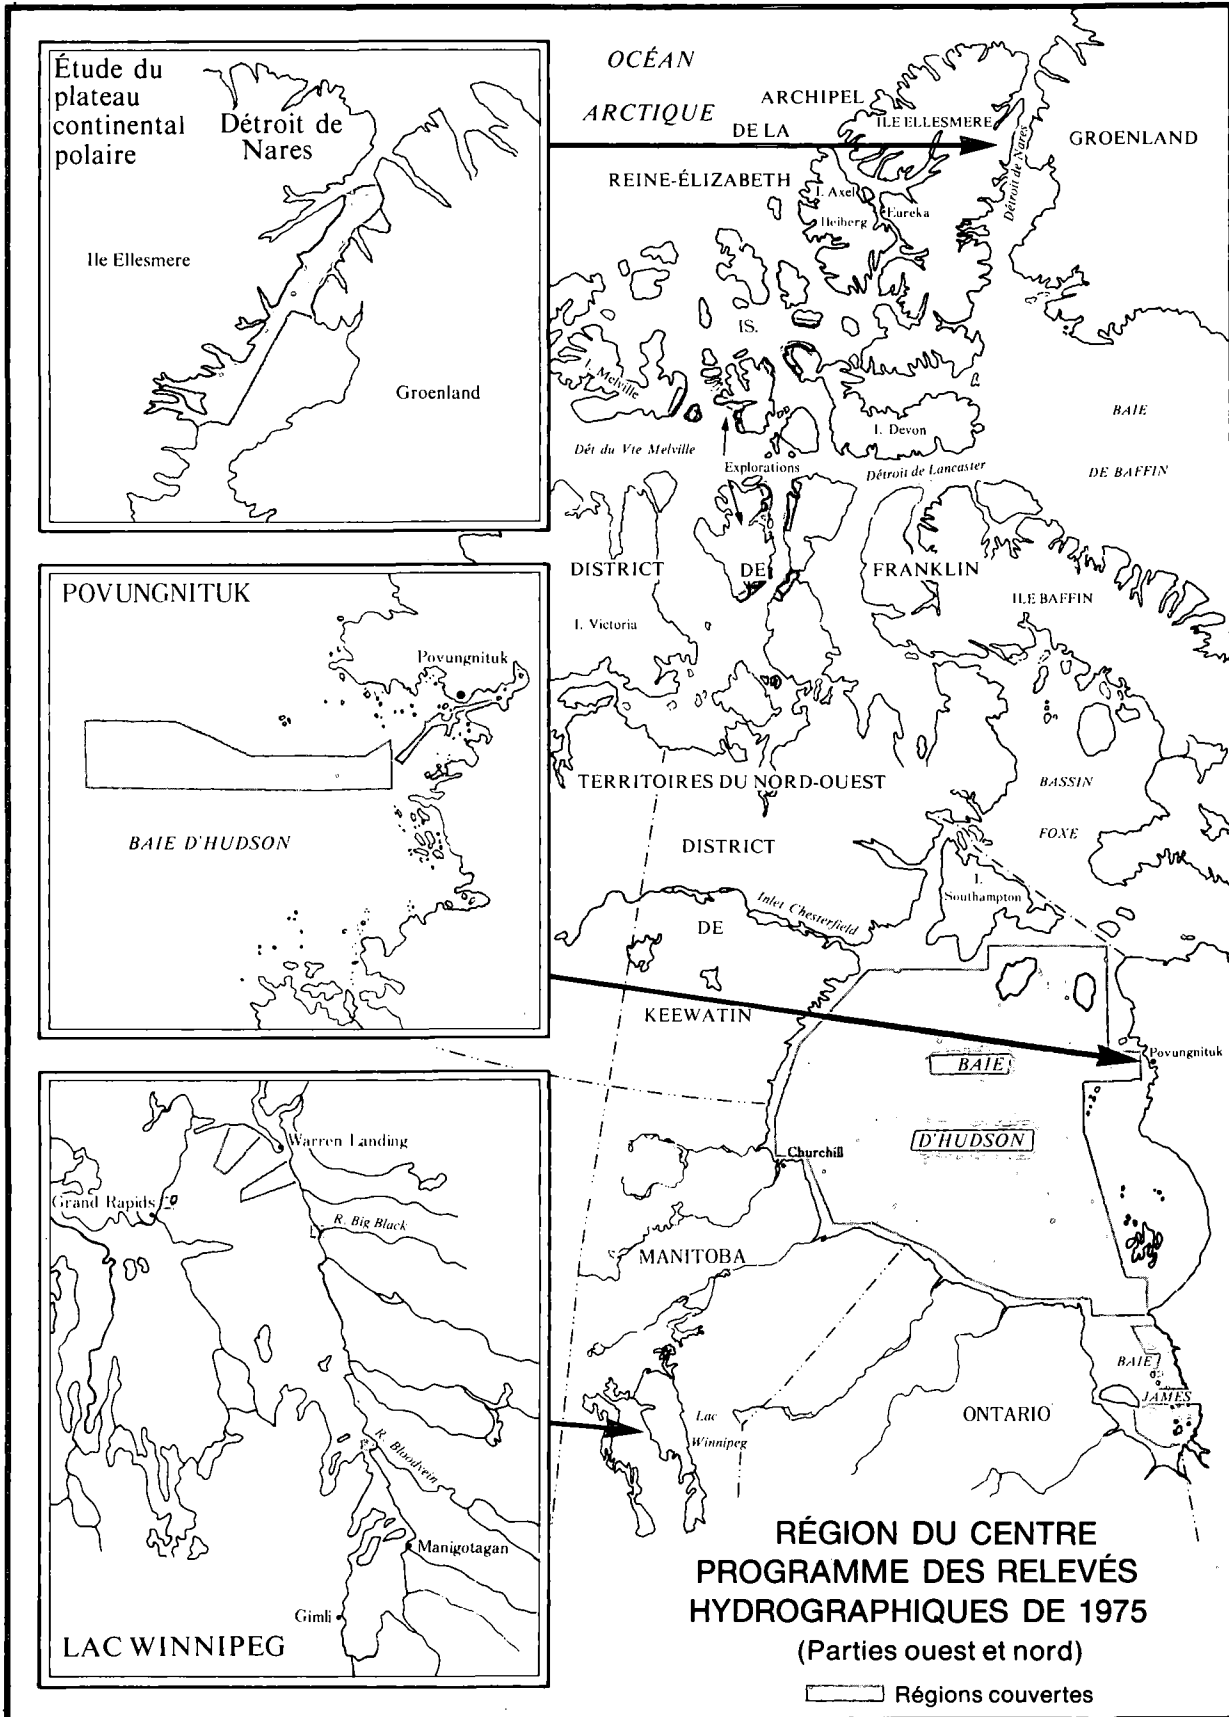 Étude du
plateau
continental
polaire
Détroit de
Nares
Ile Ellesmere
Groenland
POVUNGNITUK
Povungnituk
BAIE D'HUDSON
Warren Landing
Grand Rapids
R. Big Black
R. Bloodvein
Manigotagan
Gimli
LAC WINNIPEG
OCÉAN
ARCTIQUE
ARCHIPEL
DE LA
REINE-ÉLIZABETH
IS.
ILE ELLESMERE
GROENLAND
Détroit de Nares
I. Axel
Heiberg
Eureka
I. Melville
I. Devon
BAIE
DE BAFFIN
Dét du Vte Melville
Explorations
Détroit de Lancaster
DISTRICT
DE
FRANKLIN
I. Victoria
ILE BAFFIN
TERRITOIRES DU NORD-OUEST
BASSIN
FOXE
DISTRICT
DE
KEEWATIN
Inlet Chesterfield
I.
Southampton
Povungnituk
BAIE
D'HUDSON
Churchill
MANITOBA
Lac
Winnipeg
ONTARIO
BAIE
JAMES
RÉGION DU CENTRE
PROGRAMME DES RELEVÉS
HYDROGRAPHIQUES DE 1975
(Parties ouest et nord)
Régions couvertes